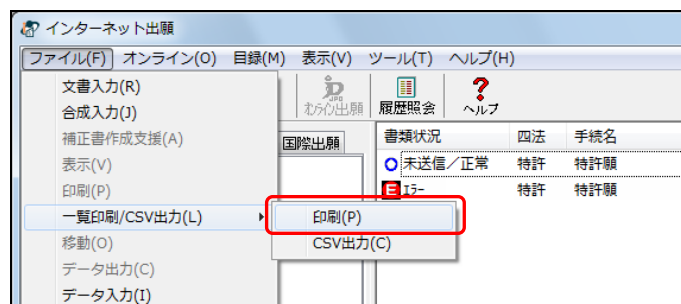 インターネット出願
ファイル(F) オンライン(O) 目録(M) 表示(V) ツール(T) ヘルプ(H)
文書入力(R)
合成入力(J)
補正書作成支援(A)
表示(V)
印刷(P)
一覧印刷/CSV出力(L)
移動(O)
データ出力(C)
データ入力(I)
印刷(P)
CSV出力(C)
JPO
オンライン出願 履歴照会 ヘルプ
国際出願
書類状況 四法 手続名
未送信/正常 特許 特許願
E エラー 特許 特許願